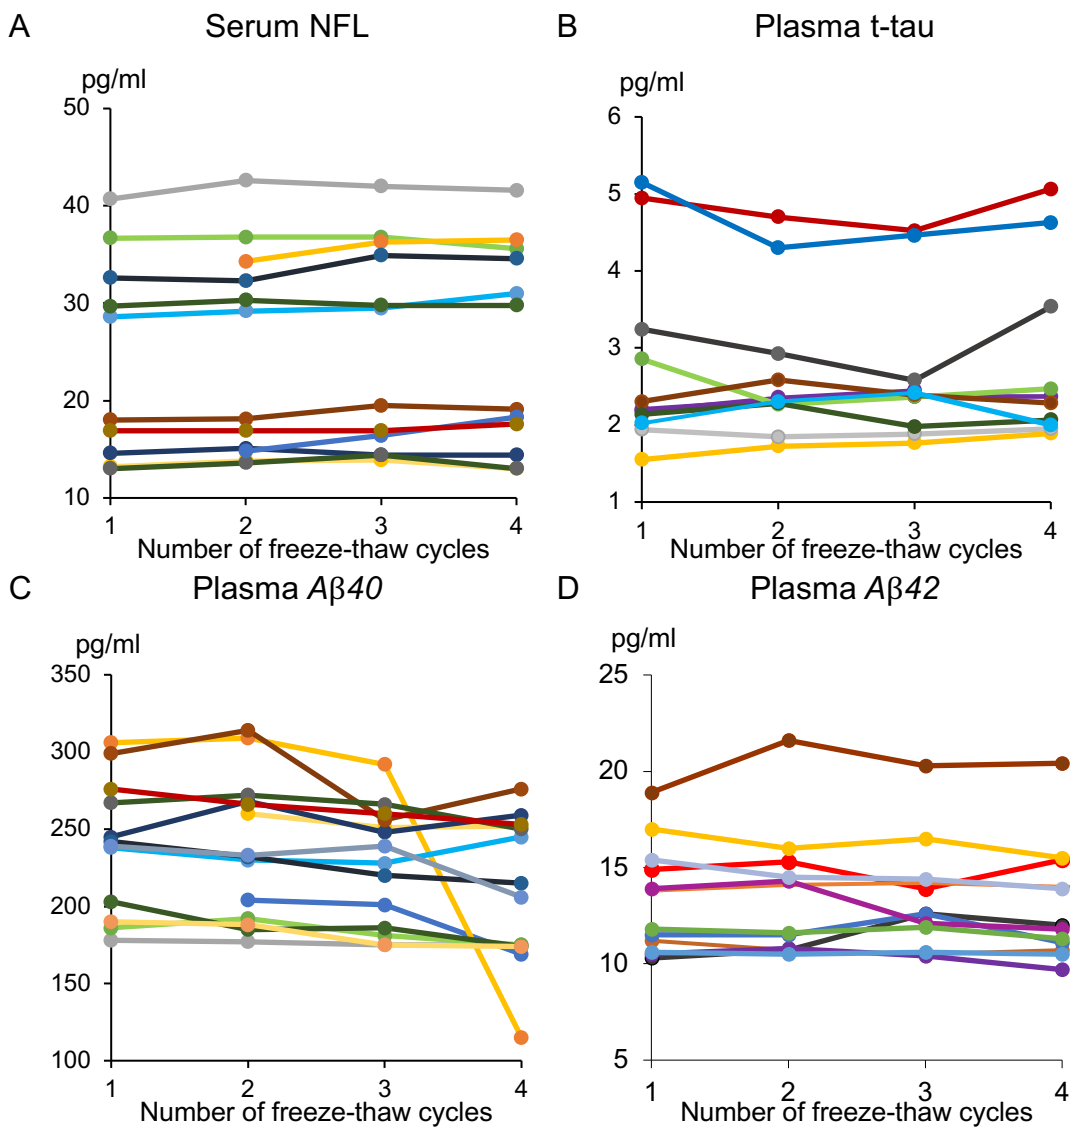 A Serum NFL
pg/ml
50
40
30
20
10
1 2 3 4
Number of freeze-thaw cycles
B Plasma t-tau
pg/ml
6
5
4
3
2
1
1 2 3 4
Number of freeze-thaw cycles
C Plasma Aβ40
pg/ml
350
300
250
200
150
100
1 2 3 4
Number of freeze-thaw cycles
D Plasma Aβ42
pg/ml
25
20
15
10
5
1 2 3 4
Number of freeze-thaw cycles